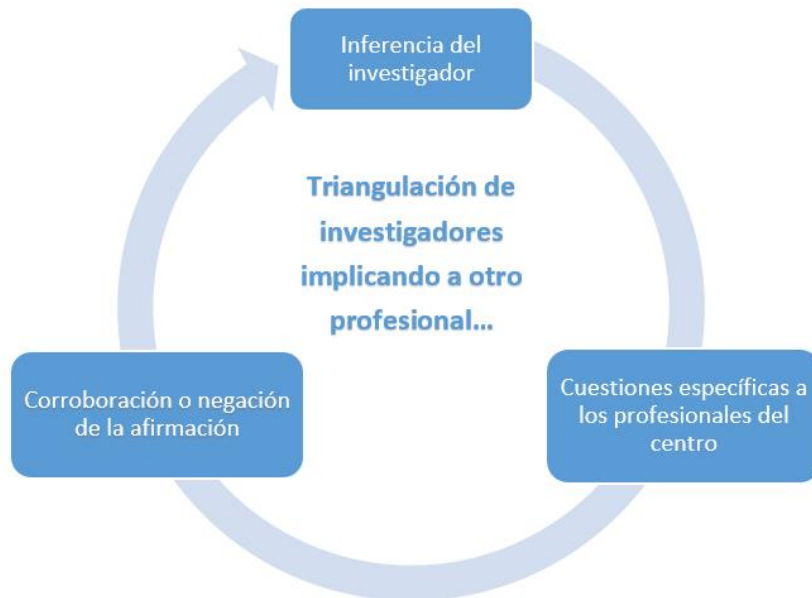 Inferencia del
investigador
Triangulación de
investigadores
implicando a otro
profesional...
Corroboración o negación
de la afirmación
Cuestiones específicas a
los profesionales del
centro